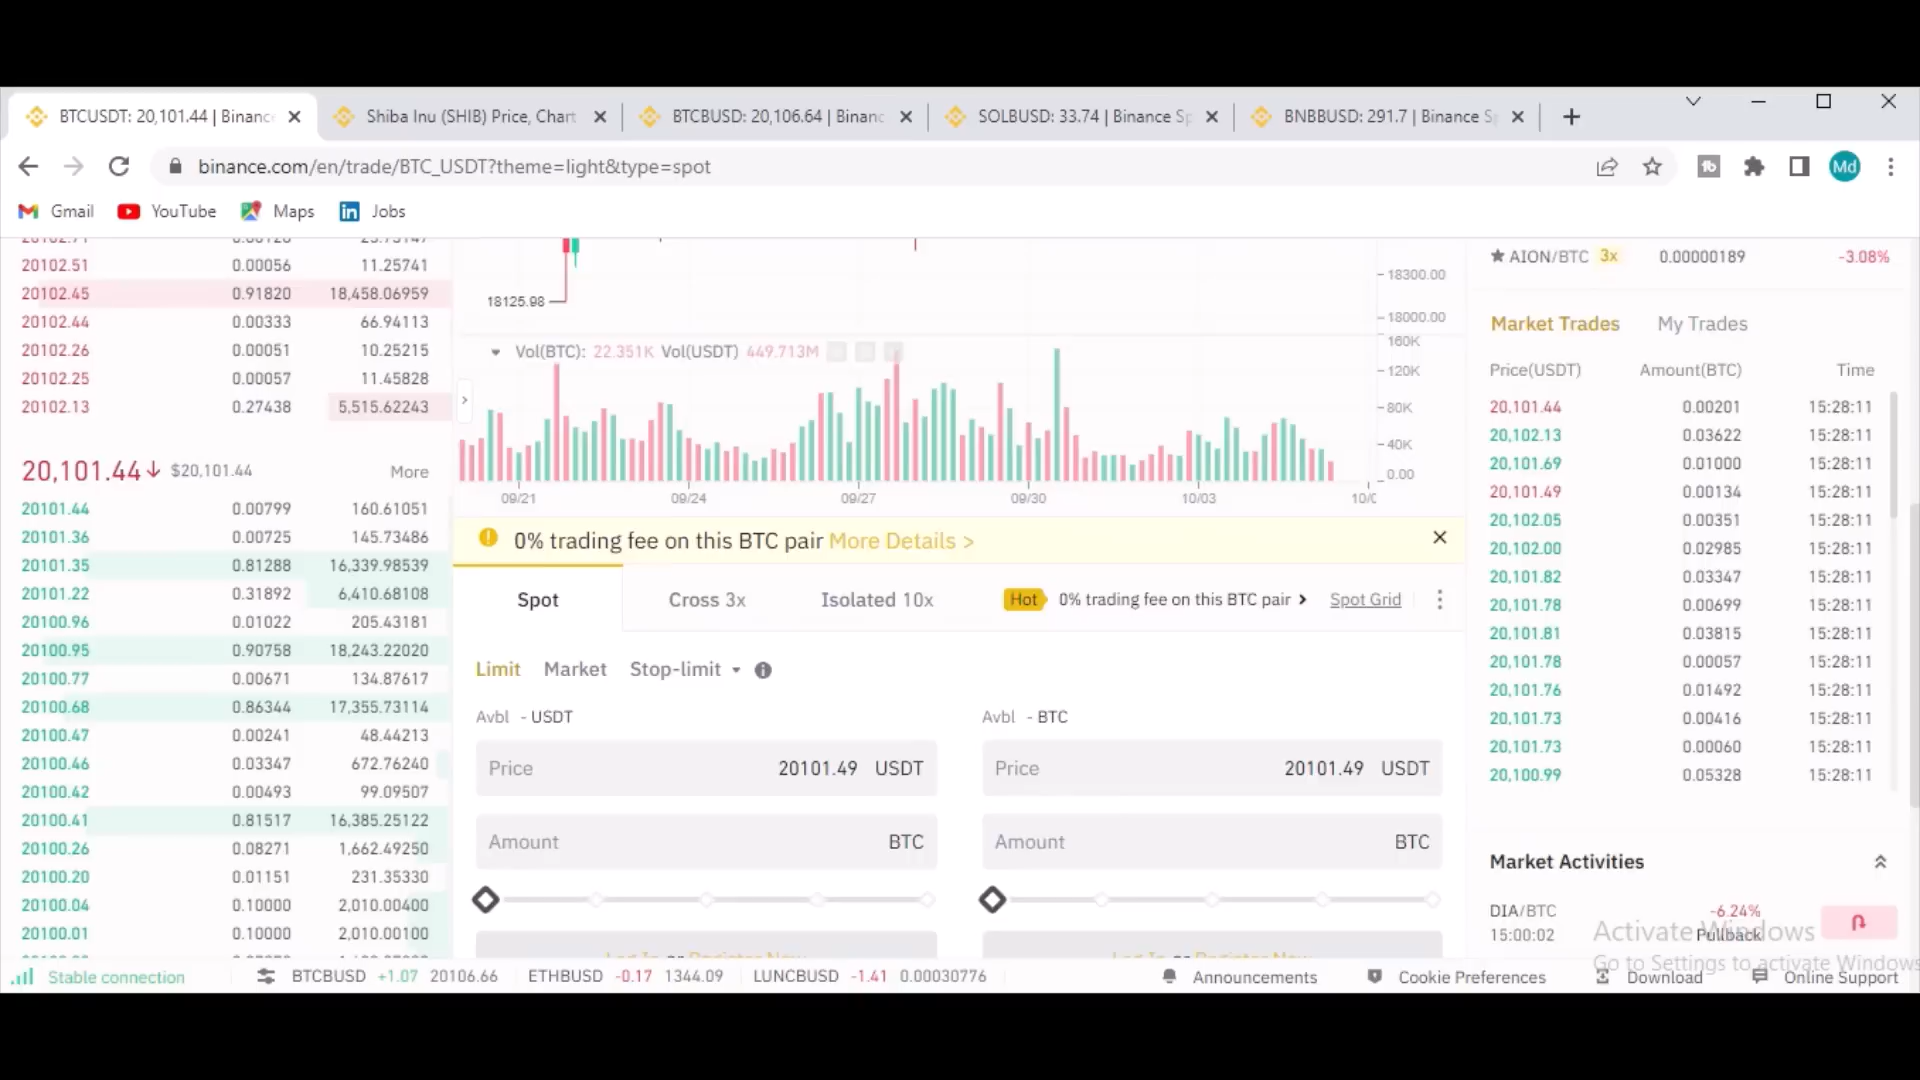 BTCUSDT: 20,101.44 | Binanc
Shiba Inu (SHIB) Price, Chart
BTCBUSD: 20,106.64 | Binanc
SOLBUSD: 33.74 | Binance Sp
BNBBUSD: 291.7 | Binance S
binance.com/en/trade/BTC_USDT?theme=light&type=spot
Md
Gmail
YouTube
Maps
Jobs
20102.51 0.00056 11.25741
20102.45 0.91820 18,458.06959
20102.44 0.00333 66.94113
20102.26 0.00051 10.25215
20102.25 0.00057 11.45828
20102.13 0.27438 5,515.62243
20,101.44↓ $20,101.44 More
20101.44 0.00799 160.61051
20101.36 0.00725 145.73486
20101.35 0.81288 16,339.98539
20101.22 0.31892 6,410.68108
20100.96 0.01022 205.43181
20100.95 0.90758 18,243.22020
20100.77 0.00671 134.87617
20100.68 0.86344 17,355.73114
20100.47 0.00241 48.44213
20100.46 0.03347 672.76240
20100.42 0.00493 99.09507
20100.41 0.81517 16,385.25122
20100.26 0.08271 1,662.49250
20100.20 0.01151 231.35330
20100.04 0.10000 2,010.00400
20100.01 0.10000 2,010.00100
18125.98
18300.00
18000.00
Vol(BTC): 22.351K Vol(USDT) 449.713M
160K
120K
80K
40K
0.00
09/21 09/24 09/27 09/30 10/03
0% trading fee on this BTC pair More Details >
Spot Cross 3x Isolated 10x Hot 0% trading fee on this BTC pair > Spot Grid
Limit Market Stop-limit
Avbl - USDT
Price 20101.49 USDT
Amount BTC
Avbl - BTC
Price 20101.49 USDT
Amount BTC
Log In or Register Now
Log In or Register Now
AION/BTC 3x 0.00000189 -3.08%
Market Trades My Trades
Price(USDT) Amount(BTC) Time
20,101.44 0.00201 15:28:11
20,102.13 0.03622 15:28:11
20,101.69 0.01000 15:28:11
20,101.49 0.00134 15:28:11
20,102.05 0.00351 15:28:11
20,102.00 0.02985 15:28:11
20,101.82 0.03347 15:28:11
20,101.78 0.00699 15:28:11
20,101.81 0.03815 15:28:11
20,101.78 0.00057 15:28:11
20,101.76 0.01492 15:28:11
20,101.73 0.00416 15:28:11
20,101.73 0.00060 15:28:11
20,100.99 0.05328 15:28:11
Market Activities
DIA/BTC -6.24%
15:00:02 Pullback
Activate Windows
Go to Settings to activate Windows
Stable connection
BTCBUSD +1.07 20106.66
ETHBUSD -0.17 1344.09
LUNCBUSD -1.41 0.00030776
Announcements
Cookie Preferences
Download
Online Support